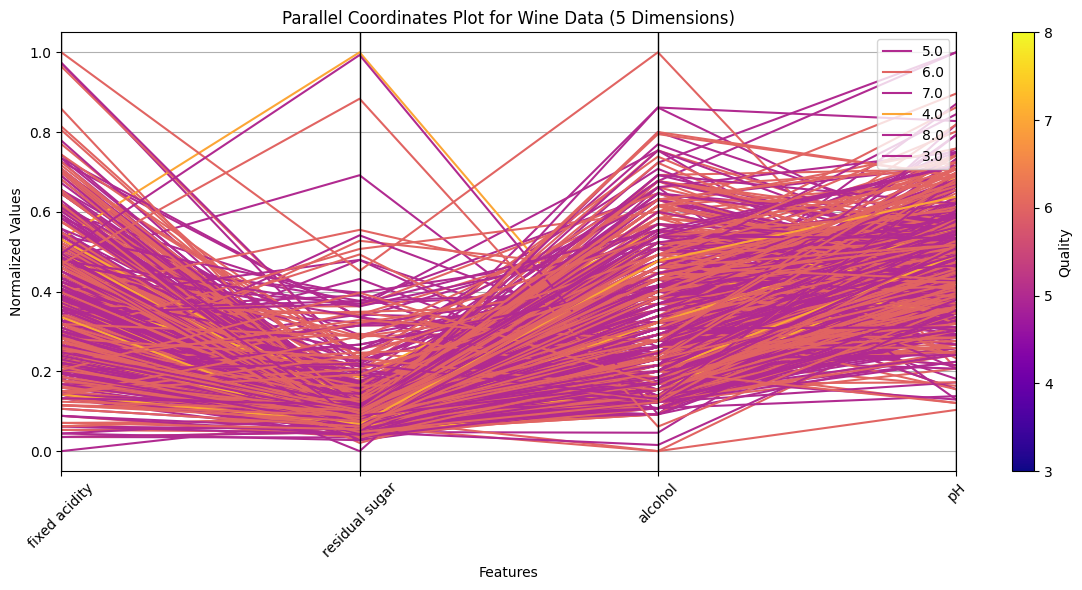 Parallel Coordinates Plot for Wine Data (5 Dimensions)
1.0
0.8
0.6
0.4
0.2
0.0
Normalized Values
fixed acidity
residual sugar
alcohol
pH
Features
5.0
6.0
7.0
4.0
8.0
3.0
8
7
6
5
4
3
Quality